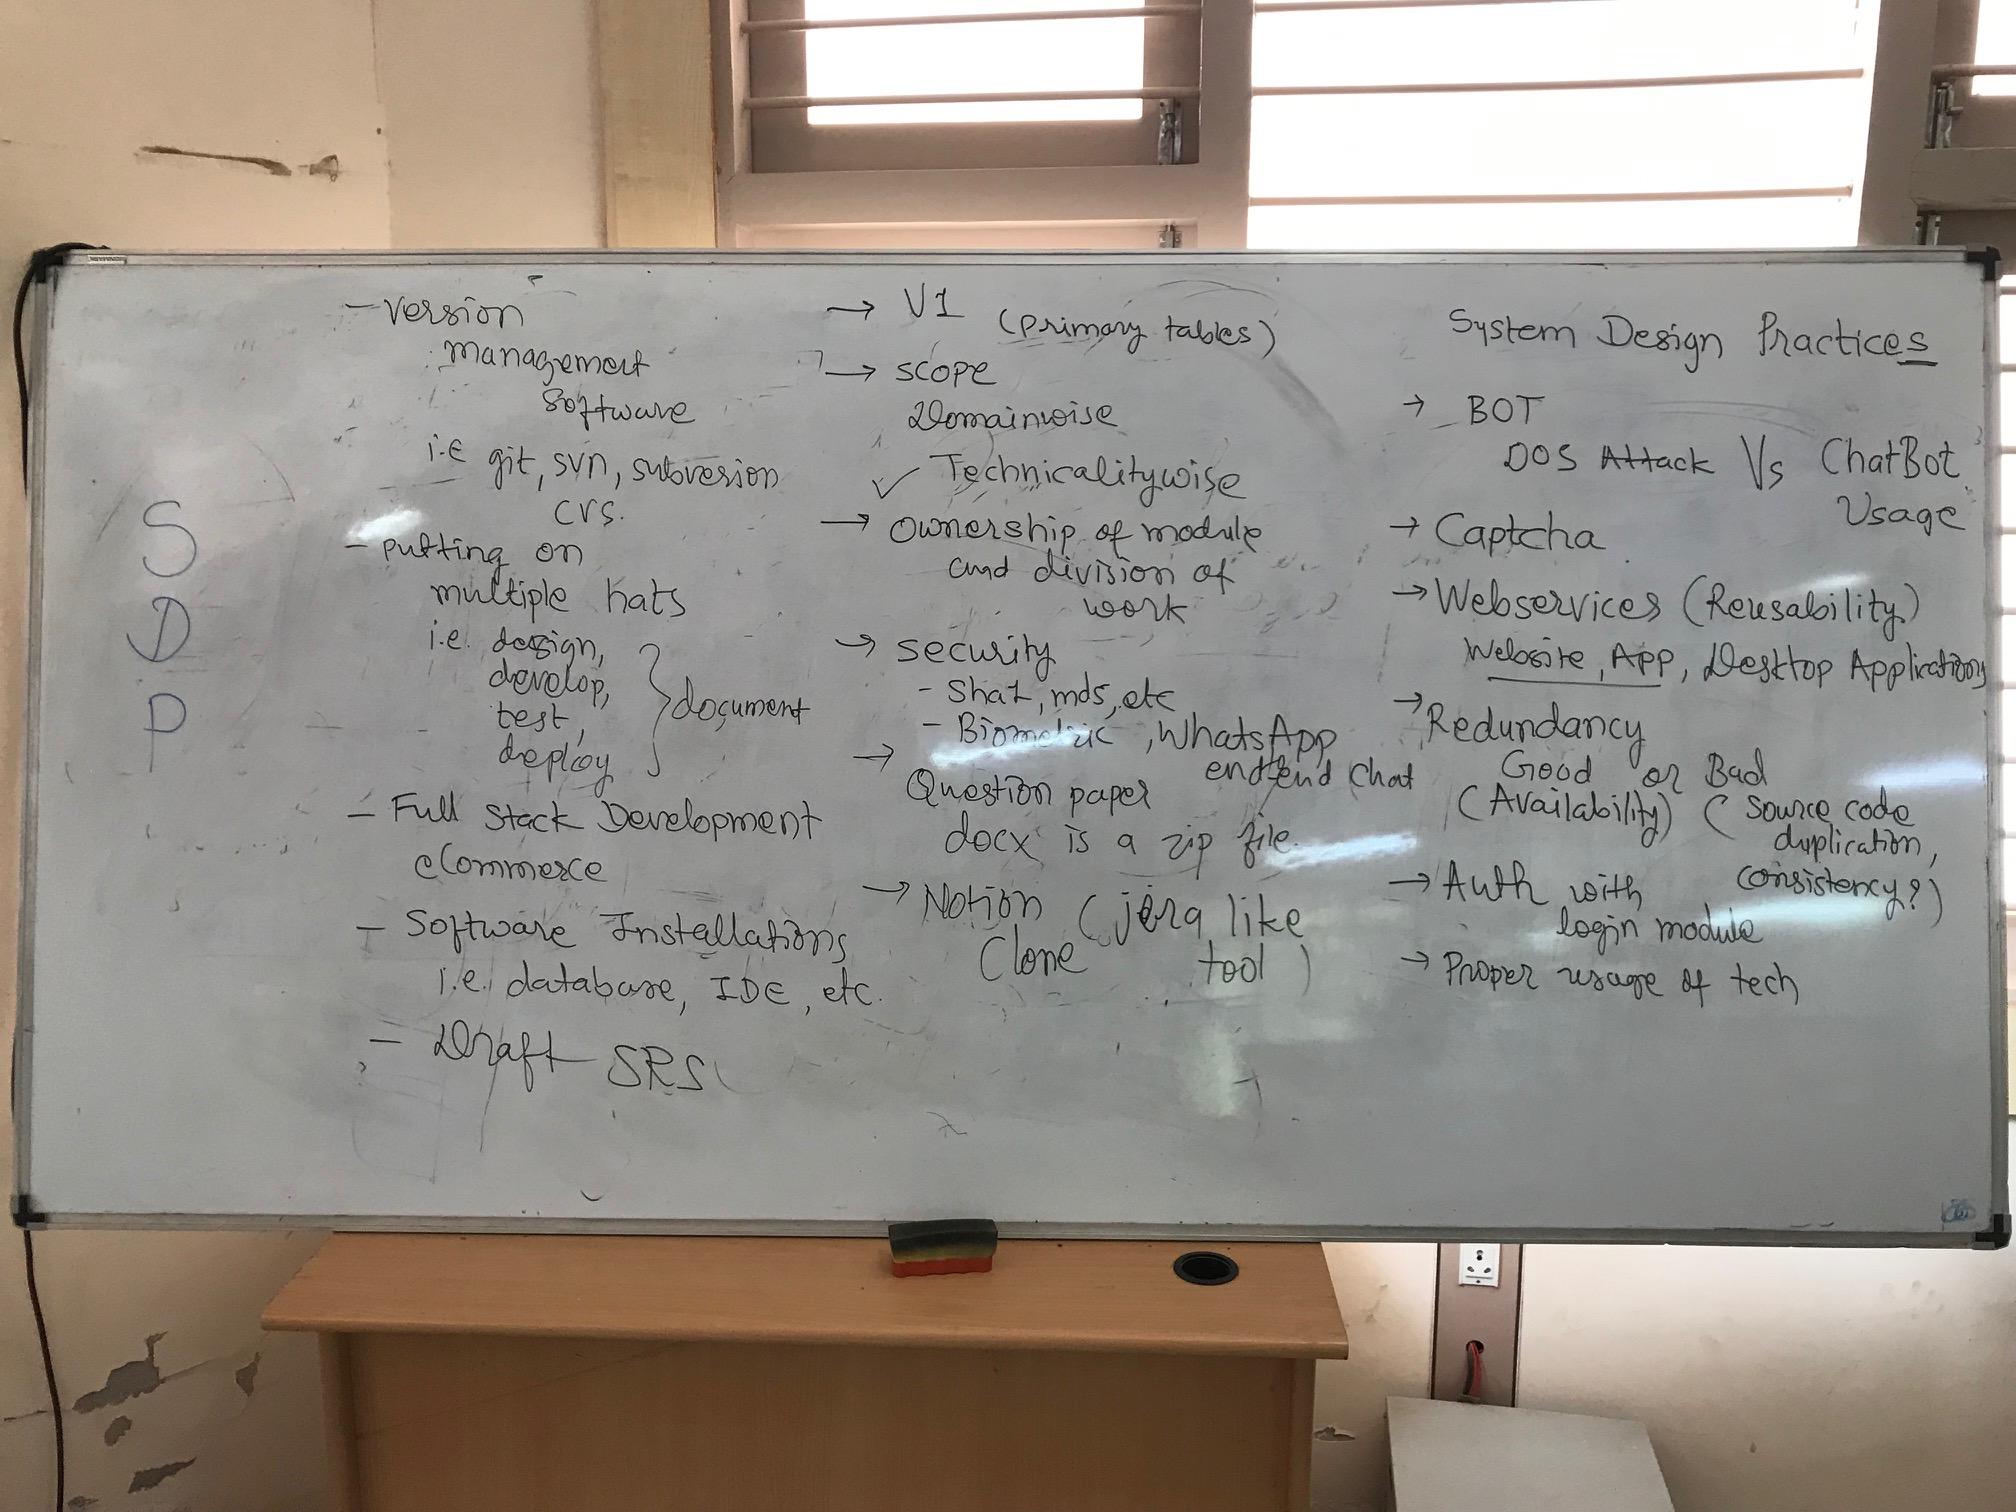 S
D
P
- version
management
software
i.e git, svn, subversion
cvs.
- putting on
multiple hats
i.e. design,
develop,
test,
deploy
} document
- Full Stack Development
eCommerce
- Software Installations
i.e. database, IDE, etc.
- Draft SRS
→ V1 (primary tables)
→ scope
Domainwise
✓ Technicalitywise
→ Ownership of module
and division of
work
→ security
- Sha1, md5, etc
- Biometric, WhatsApp
end-end chat
→ Question paper
docx is a zip file.
→ Notion (jira like
Clone tool)
System Design Practices
→ BOT
DOS Attack Vs ChatBot
Usage
→ Captcha
→ Webservices (Reusability)
Website, App, Desktop Applications
→ Redundancy
Good or Bad
(Availability) (source code
duplication,
consistency?)
→ Auth with
login module
→ Proper usage of tech